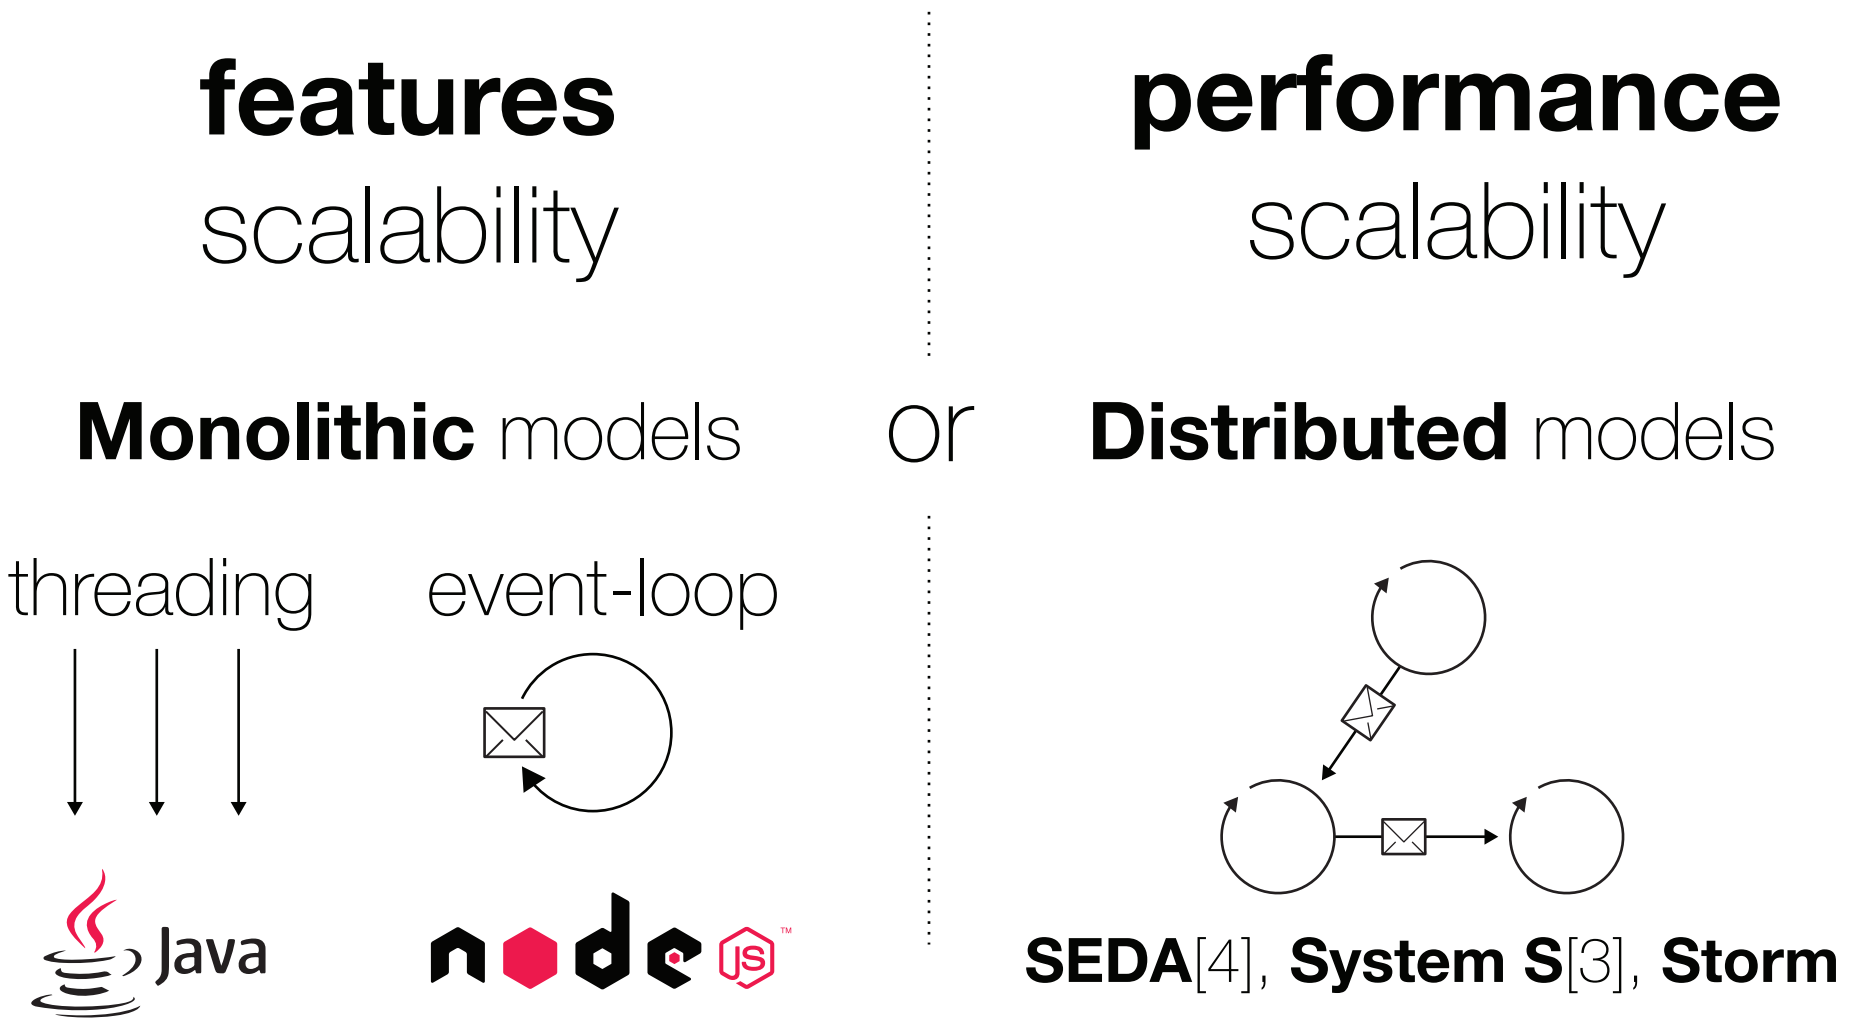 features
scalability
performance
scalability
Monolithic models
or
Distributed models
threading
event-loop
Java
node JS ™
SEDA[4], System S[3], Storm